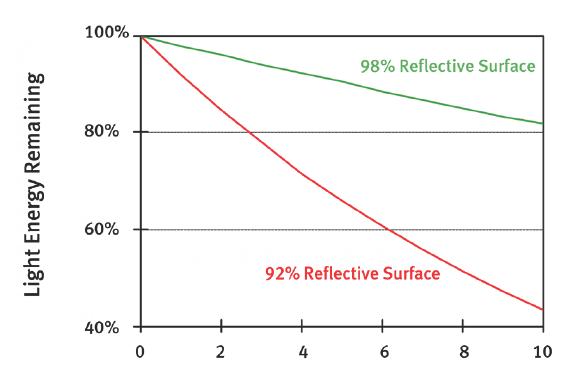 100%
98% Reflective Surface
80%
Light Energy Remaining
60%
92% Reflective Surface
40%
0 2 4 6 8 10